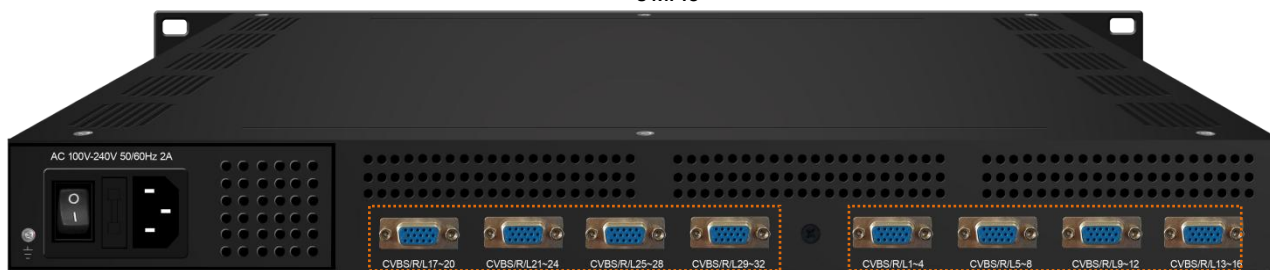 AC 100V-240V 50/60Hz 2A
O
I
CVBS/R/L17~20 CVBS/R/L21~24 CVBS/R/L25~28 CVBS/R/L29~32 CVBS/R/L1~4 CVBS/R/L5~8 CVBS/R/L9~12 CVBS/R/L13~16